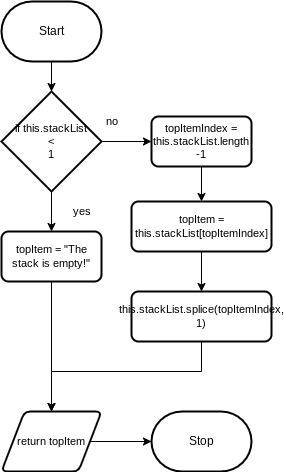 Start
if this.stackList
<
1
no
topItemIndex =
this.stackList.length
-1
yes
topItem =
this.stackList[topItemIndex]
topItem = "The
stack is empty!"
this.stackList.splice(topItemIndex,
1)
return topItem
Stop